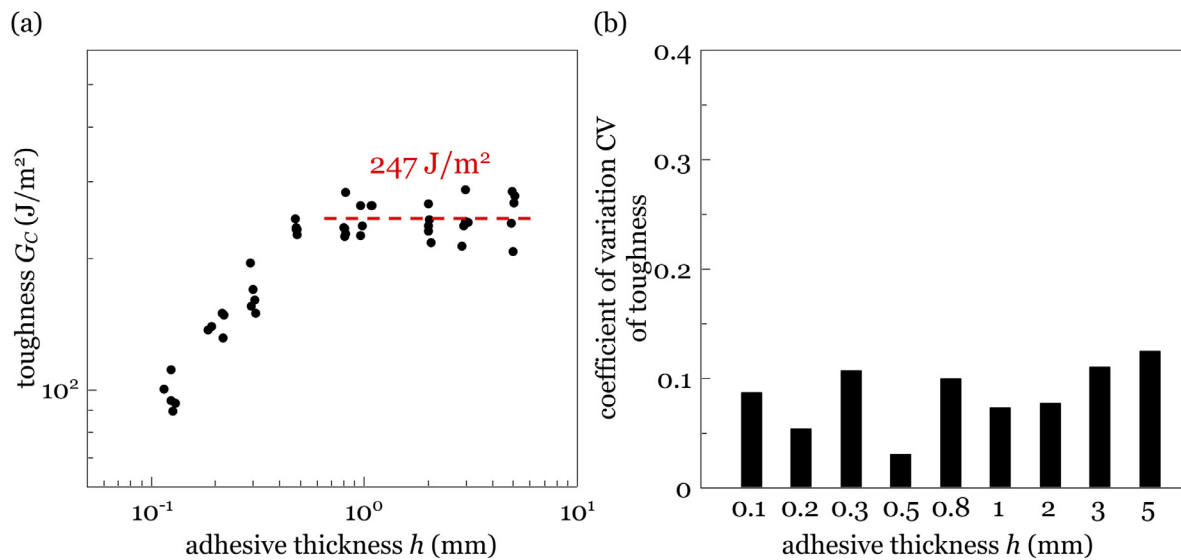 (a)
toughness G_C (J/m²)
10²
247 J/m²
10⁻¹
10⁰
10¹
adhesive thickness h (mm)
(b)
coefficient of variation CV
of toughness
0.4
0.3
0.2
0.1
0
0.1 0.2 0.3 0.5 0.8 1 2 3 5
adhesive thickness h (mm)